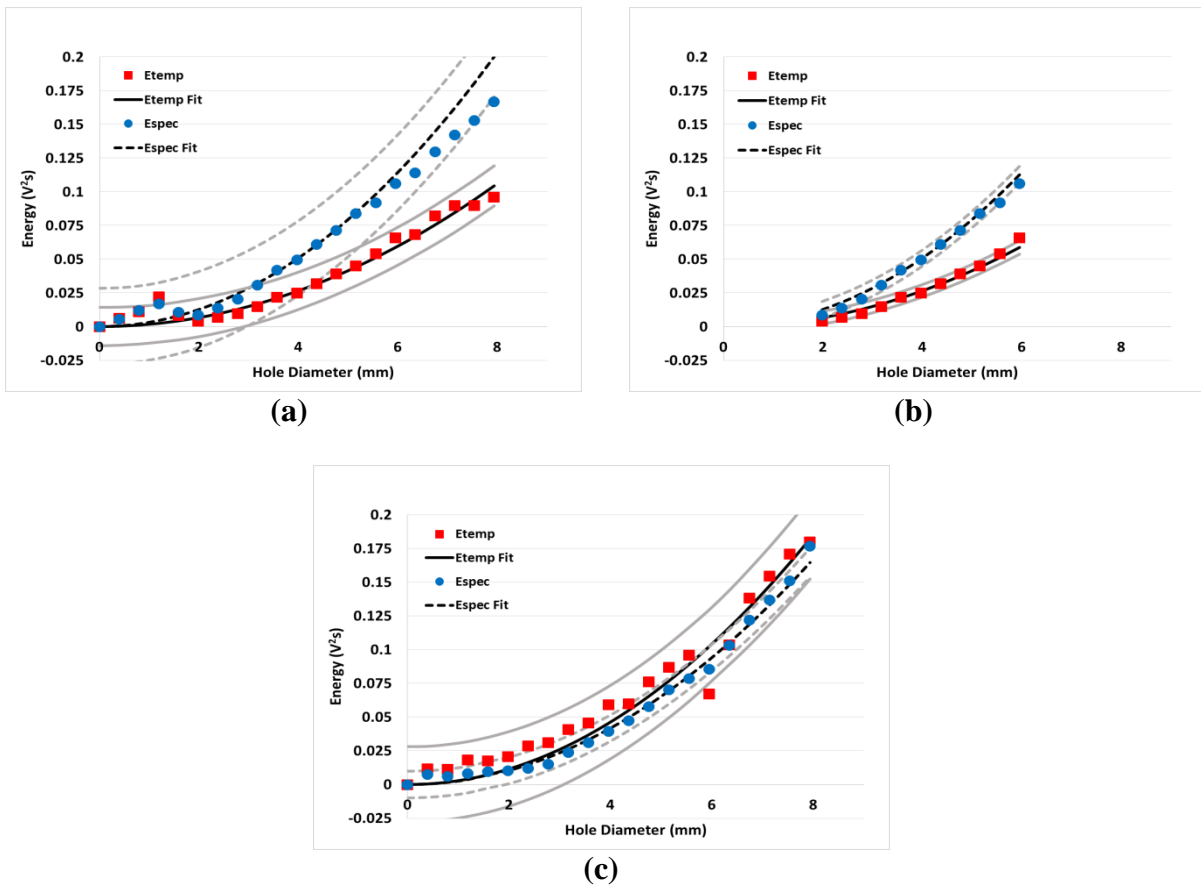 0.2
0.175
0.15
0.125
0.1
0.075
0.05
0.025
0
-0.025
Energy (V²s)
Etemp
Etemp Fit
Espec
Espec Fit
0 2 4 6 8
Hole Diameter (mm)
(a)
0.2
0.175
0.15
0.125
0.1
0.075
0.05
0.025
0
-0.025
Energy (V²s)
Etemp
Etemp Fit
Espec
Espec Fit
0 2 4 6 8
Hole Diameter (mm)
(b)
0.2
0.175
0.15
0.125
0.1
0.075
0.05
0.025
0
-0.025
Energy (V²s)
Etemp
Etemp Fit
Espec
Espec Fit
0 2 4 6 8
Hole Diameter (mm)
(c)